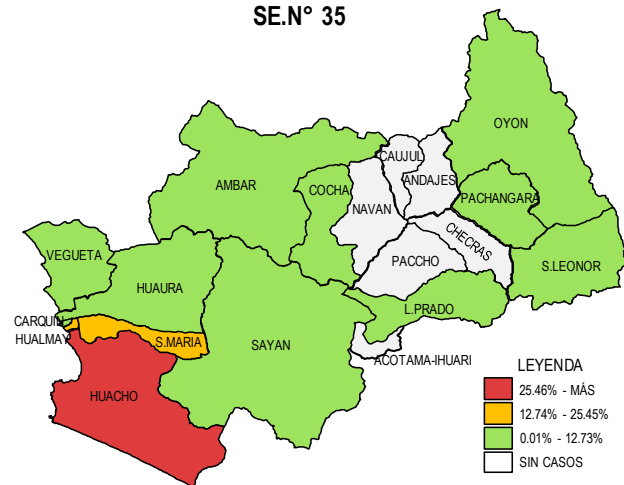 SE.N° 35
OYON
CAUJUL
ANDAJES
AMBAR
COCHA
NAVAN
PACHANGARA
CHECRAS
VEGUETA
PACCHO
S.LEONOR
HUAURA
L.PRADO
CARQUIN
HUALMAY
S.MARIA
SAYAN
ACOTAMA-IHUARI
HUACHO
LEYENDA
25.46% - MÁS
12.74% - 25.45%
0.01% - 12.73%
SIN CASOS